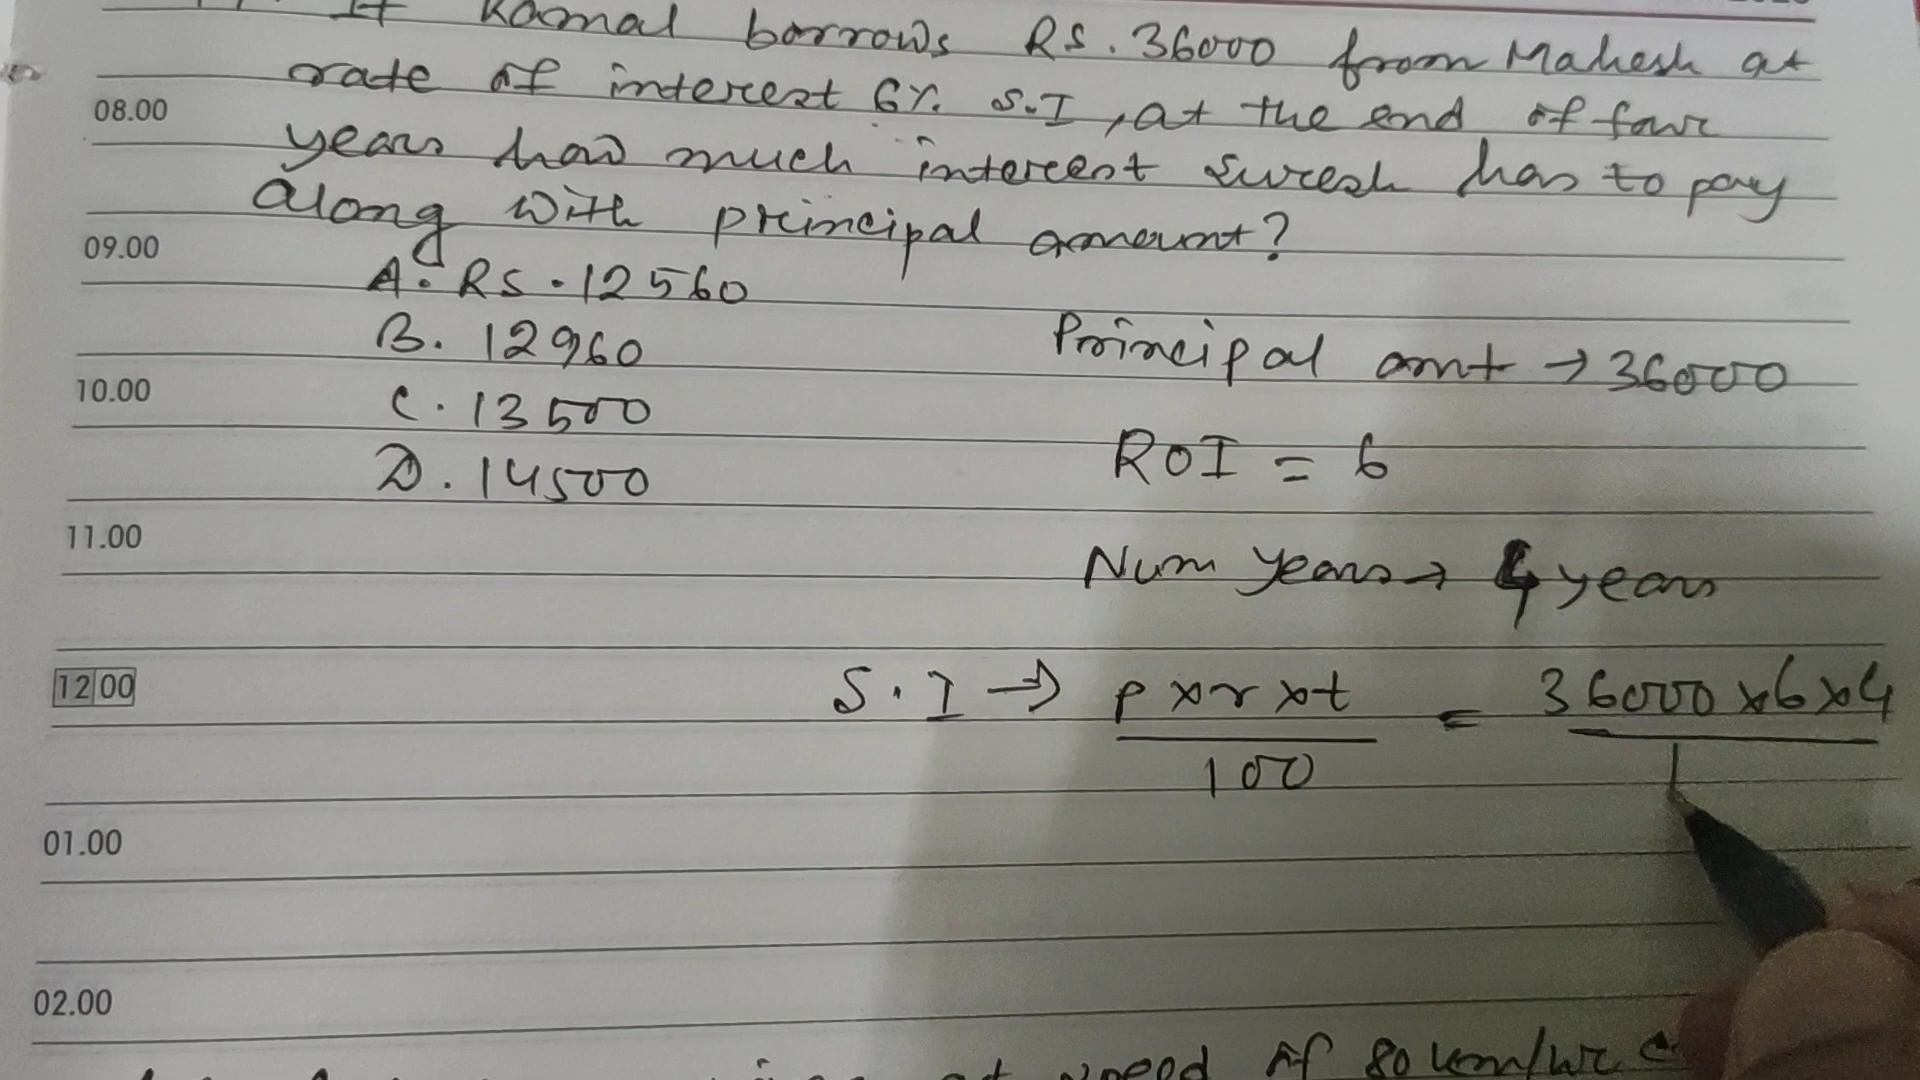 If Kamal borrows Rs. 36000 from Mahesh at
rate of interest 6% S.I, at the end of four
08.00
years how much interest Suresh has to pay
along with principal amount?
09.00
A. RS. 12560
B. 12960
Principal amt → 36000
10.00
C. 13500
ROI = 6
D. 14500
11.00
Num years → 4 years
12 00
S.I ⇒ p x r x t / 100 = 36000 x 6 x 4 / 1
01.00
02.00
speed of 80 km/hr